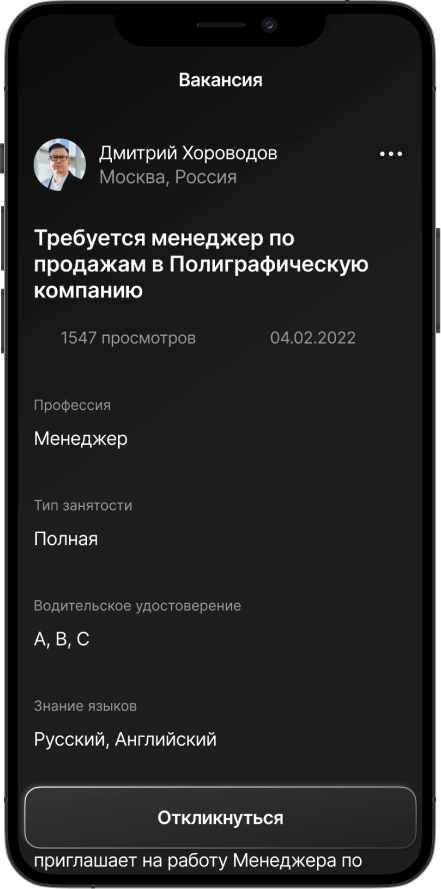 Вакансия
Дмитрий Хороводов
Москва, Россия
Требуется менеджер по
продажам в Полиграфическую
компанию
1547 просмотров 04.02.2022
Профессия
Менеджер
Тип занятости
Полная
Водительское удостоверение
A, B, C
Знание языков
Русский, Английский
Откликнуться
приглашает на работу Менеджера по